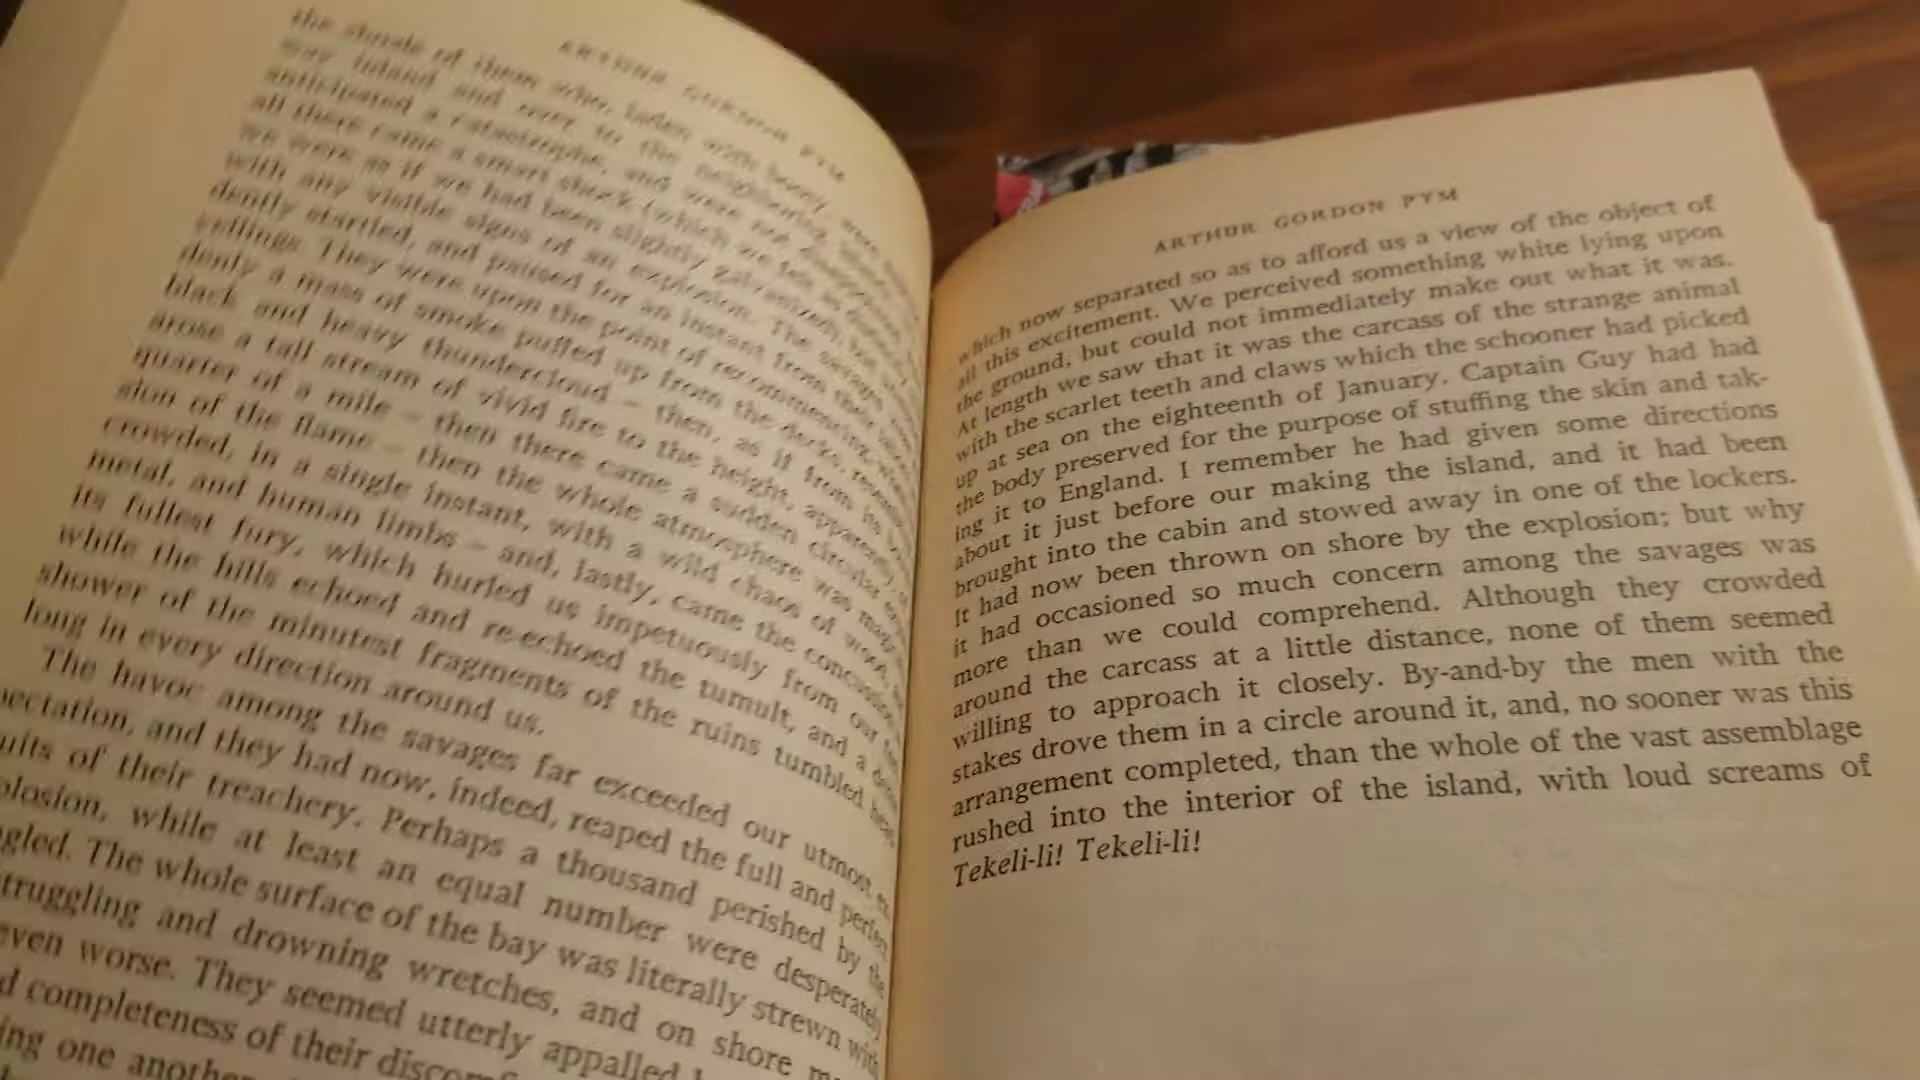 ARTHUR GORDON PYM
the shoals of them who, laden with booty, were
way inland and over to the neighboring
anticipated a catastrophe, and were not disappointed.
all there came a smart shock (which we felt as
we were as if we had been slightly galvanized), but
with any visible signs of an explosion. The savages were
dently startled, and paused for an instant from their
yellings. They were upon the point of recommencing, when
denly a mass of smoke puffed up from the decks,
black and heavy thundercloud – then, as if from its
arose a tall stream of vivid fire to the height, apparently, of
quarter of a mile – then there came a sudden circular
sion of the flame – then the whole atmosphere was
crowded, in a single instant, with a wild chaos of wood,
metal, and human limbs – and, lastly, came the concussion
its fullest fury, which hurled us impetuously from our
while the hills echoed and re-echoed the tumult, and a
shower of the minutest fragments of the ruins tumbled
long in every direction around us.
The havoc among the savages far exceeded our utmost ex-
pectation, and they had now, indeed, reaped the full and perfect
uits of their treachery. Perhaps a thousand perished by the
plosion, while at least an equal number were desperately
gled. The whole surface of the bay was literally strewn with
truggling and drowning wretches, and on shore
even worse. They seemed utterly appalled
d completeness of their
ing one another
ARTHUR GORDON PYM
which now separated so as to afford us a view of the object of
all this excitement. We perceived something white lying upon
the ground, but could not immediately make out what it was.
At length we saw that it was the carcass of the strange animal
with the scarlet teeth and claws which the schooner had picked
up at sea on the eighteenth of January. Captain Guy had had
the body preserved for the purpose of stuffing the skin and tak-
ing it to England. I remember he had given some directions
about it just before our making the island, and it had been
brought into the cabin and stowed away in one of the lockers.
It had now been thrown on shore by the explosion; but why
it had occasioned so much concern among the savages was
more than we could comprehend. Although they crowded
around the carcass at a little distance, none of them seemed
willing to approach it closely. By-and-by the men with the
stakes drove them in a circle around it, and, no sooner was this
arrangement completed, than the whole of the vast assemblage
rushed into the interior of the island, with loud screams of
Tekeli-li! Tekeli-li!